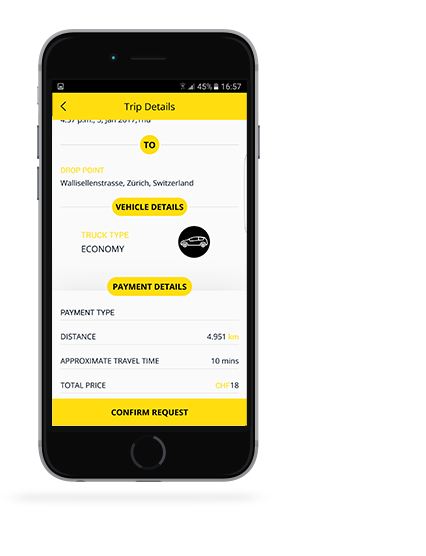 45% 16:57
Trip Details
4:57 p.m., 5, Jan 2017,Thu
TO
DROP POINT
Wallisellenstrasse, Zürich, Switzerland
VEHICLE DETAILS
TRUCK TYPE
ECONOMY
PAYMENT DETAILS
PAYMENT TYPE
DISTANCE 4.951 km
APPROXIMATE TRAVEL TIME 10 mins
TOTAL PRICE CHF18
CONFIRM REQUEST